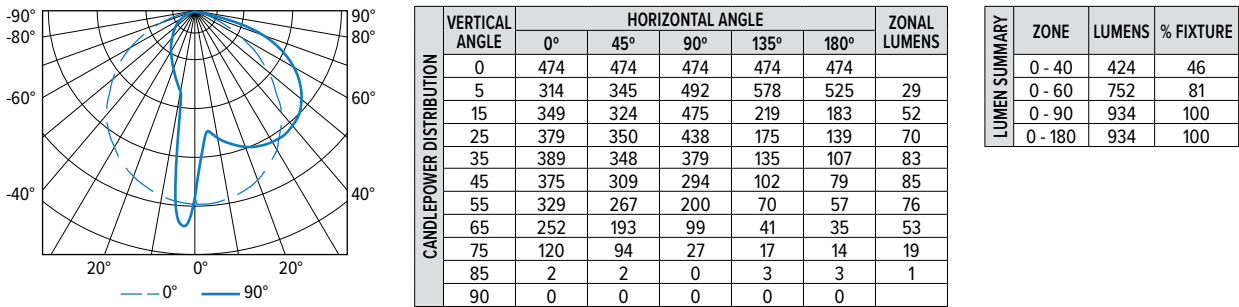 -90° 90°
-80° 80°
-60° 60°
-40° 40°
20° 0° 20°
0° 90°
CANDLEPOWER DISTRIBUTION
VERTICAL ANGLE HORIZONTAL ANGLE ZONAL LUMENS
0° 45° 90° 135° 180°
0 474 474 474 474 474
5 314 345 492 578 525 29
15 349 324 475 219 183 52
25 379 350 438 175 139 70
35 389 348 379 135 107 83
45 375 309 294 102 79 85
55 329 267 200 70 57 76
65 252 193 99 41 35 53
75 120 94 27 17 14 19
85 2 2 0 3 3 1
90 0 0 0 0 0
LUMEN SUMMARY
ZONE LUMENS % FIXTURE
0 - 40 424 46
0 - 60 752 81
0 - 90 934 100
0 - 180 934 100